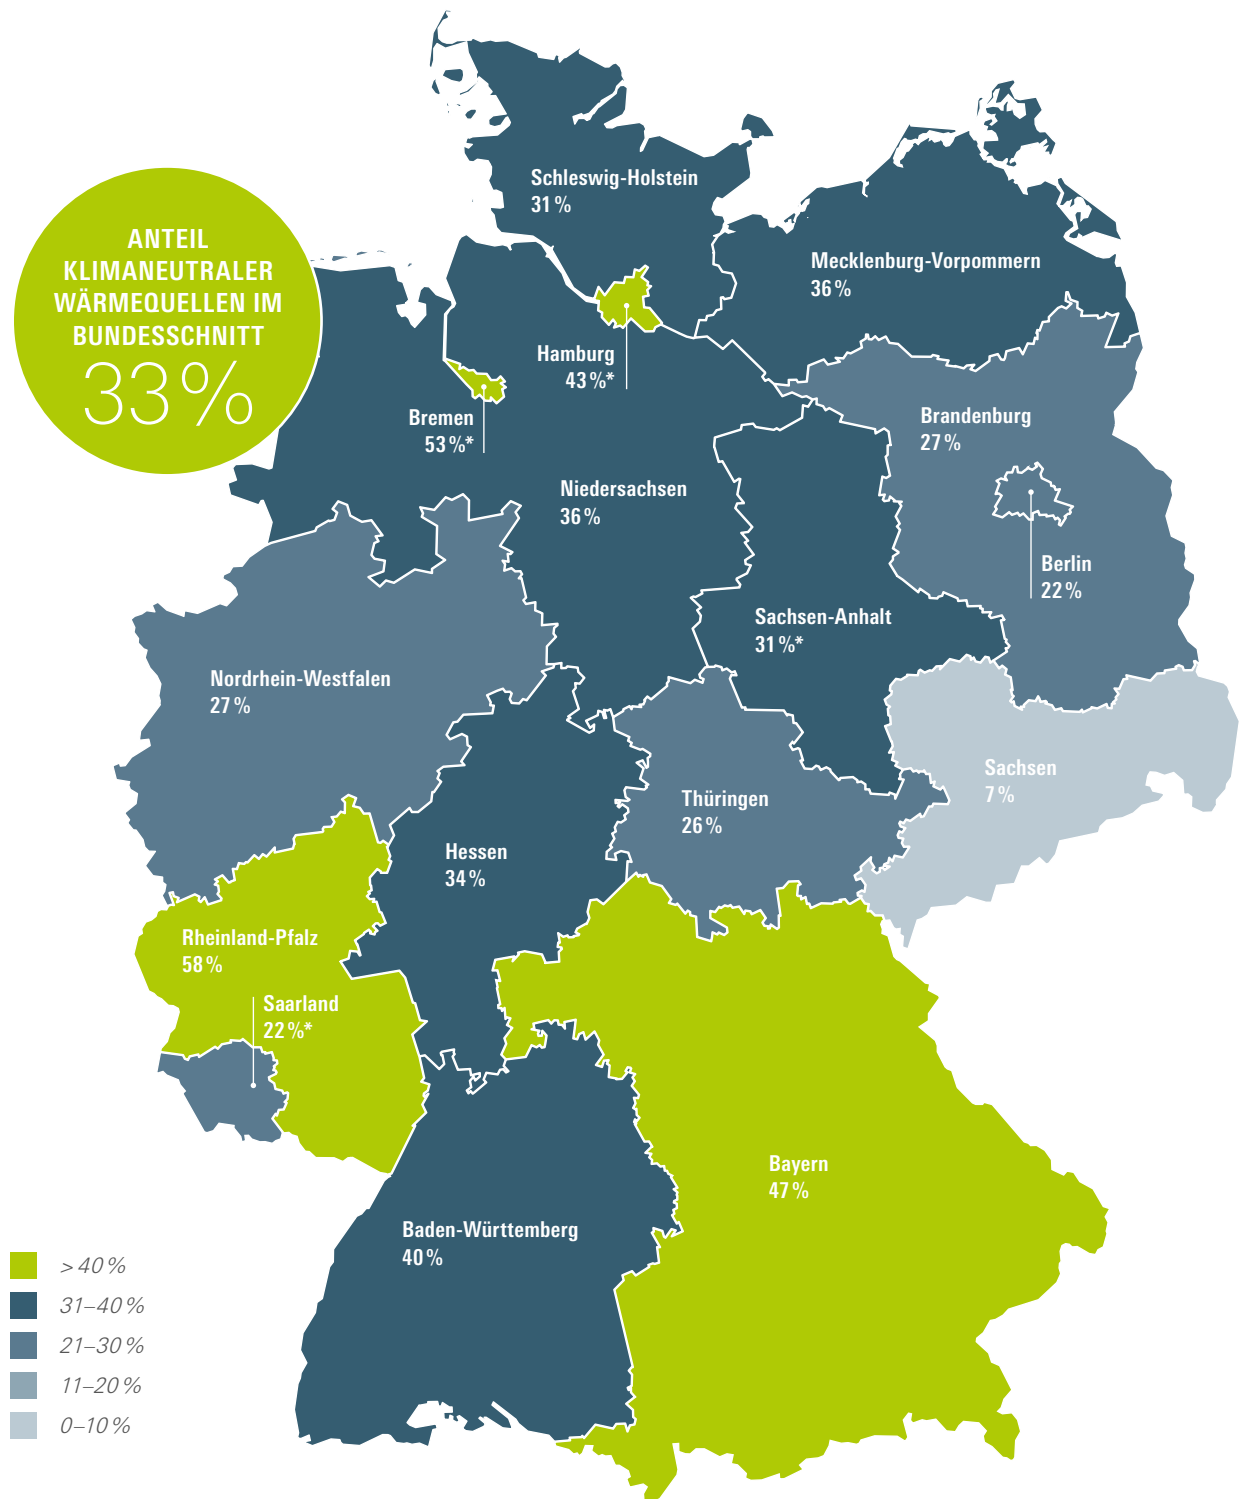 ANTEIL
KLIMANEUTRALER
WÄRMEQUELLEN IM
BUNDESSCHNITT
33%
Schleswig-Holstein
31 %
Mecklenburg-Vorpommern
36 %
Hamburg
43 %*
Bremen
53 %*
Brandenburg
27 %
Niedersachsen
36 %
Berlin
22 %
Sachsen-Anhalt
31 %*
Nordrhein-Westfalen
27 %
Sachsen
7 %
Thüringen
26 %
Hessen
34 %
Rheinland-Pfalz
58 %
Saarland
22 %*
Bayern
47 %
Baden-Württemberg
40 %
> 40 %
31–40 %
21–30 %
11–20 %
0–10 %